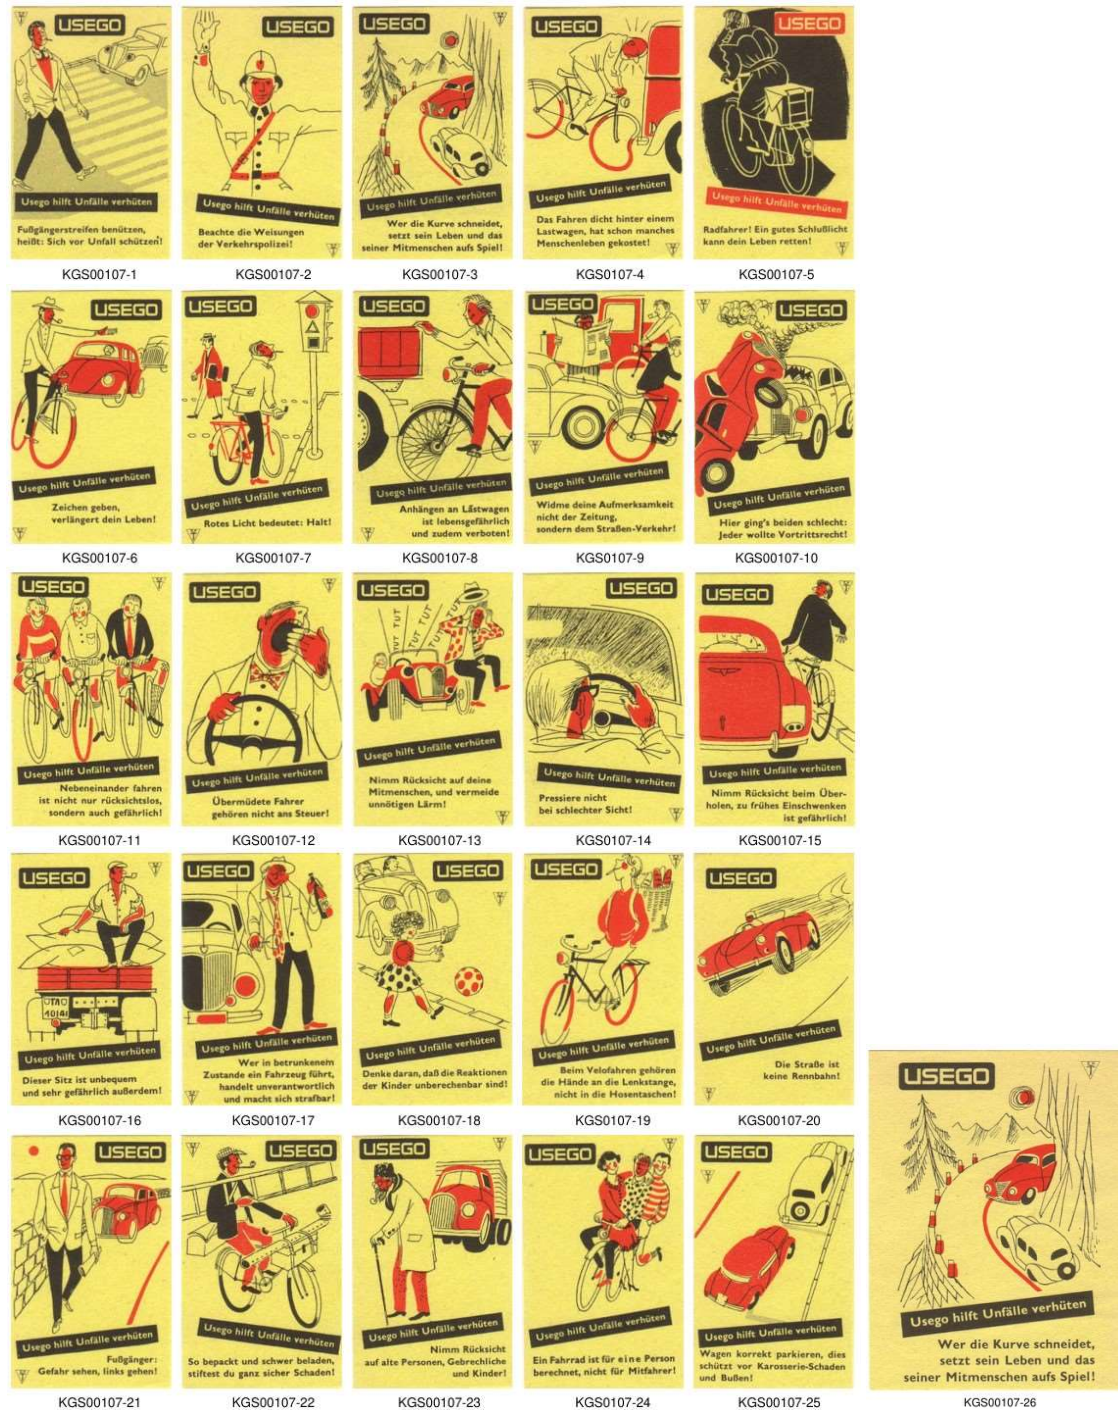 USEGO
Usego hilft Unfälle verhüten
Fußgängerstreifen benützen,
heißt: Sich vor Unfall schützen!
KGS00107-1
USEGO
Usego hilft Unfälle verhüten
Beachte die Weisungen
der Verkehrspolizei!
KGS00107-2
USEGO
Usego hilft Unfälle verhüten
Wer die Kurve schneidet,
setzt sein Leben und das
seiner Mitmenschen aufs Spiel!
KGS00107-3
USEGO
Usego hilft Unfälle verhüten
Das Fahren dicht hinter einem
Lastwagen, hat schon manches
Menschenleben gekostet!
KGS0107-4
USEGO
Usego hilft Unfälle verhüten
Radfahrer! Ein gutes Schlußlicht
kann dein Leben retten!
KGS00107-5
USEGO
Usego hilft Unfälle verhüten
Zeichen geben,
verlängert dein Leben!
KGS00107-6
USEGO
Usego hilft Unfälle verhüten
Rotes Licht bedeutet: Halt!
KGS00107-7
USEGO
Usego hilft Unfälle verhüten
Anhängen an Lastwagen
ist lebensgefährlich
und zudem verboten!
KGS00107-8
USEGO
Usego hilft Unfälle verhüten
Widme deine Aufmerksamkeit
nicht der Zeitung,
sondern dem Straßen-Verkehr!
KGS0107-9
USEGO
Usego hilft Unfälle verhüten
Hier ging's beiden schlecht:
Jeder wollte Vortrittsrecht!
KGS00107-10
USEGO
Usego hilft Unfälle verhüten
Nebeneinander fahren
ist nicht nur rücksichtslos,
sondern auch gefährlich!
KGS00107-11
USEGO
Usego hilft Unfälle verhüten
Übermüdete Fahrer
gehören nicht ans Steuer!
KGS00107-12
USEGO
TUT TUT TUT TUT TUT TUT
Usego hilft Unfälle verhüten
Nimm Rücksicht auf deine
Mitmenschen, und vermeide
unnötigen Lärm!
KGS00107-13
USEGO
Usego hilft Unfälle verhüten
Pressiere nicht
bei schlechter Sicht!
KGS0107-14
USEGO
Usego hilft Unfälle verhüten
Nimm Rücksicht beim Über-
holen, zu frühes Einschwenken
ist gefährlich!
KGS00107-15
USEGO
Usego hilft Unfälle verhüten
Dieser Sitz ist unbequem
und sehr gefährlich außerdem!
KGS00107-16
USEGO
Usego hilft Unfälle verhüten
Wer in betrunkenem
Zustande ein Fahrzeug führt,
handelt unverantwortlich
und macht sich strafbar!
KGS00107-17
USEGO
Usego hilft Unfälle verhüten
Denke daran, daß die Reaktionen
der Kinder unberechenbar sind!
KGS00107-18
USEGO
Usego hilft Unfälle verhüten
Beim Velofahren gehören
die Hände an die Lenkstange,
nicht in die Hosentaschen!
KGS0107-19
USEGO
Usego hilft Unfälle verhüten
Die Straße ist
keine Rennbahn!
KGS00107-20
USEGO
Usego hilft Unfälle verhüten
Fußgänger:
Gefahr sehen, links gehen!
KGS00107-21
USEGO
Usego hilft Unfälle verhüten
So bepackt und schwer beladen,
stiftest du ganz sicher Schaden!
KGS00107-22
USEGO
Usego hilft Unfälle verhüten
Nimm Rücksicht
auf alte Personen, Gebrechliche
und Kinder!
KGS00107-23
USEGO
Usego hilft Unfälle verhüten
Ein Fahrrad ist für eine Person
berechnet, nicht für Mitfahrer!
KGS0107-24
USEGO
Usego hilft Unfälle verhüten
Wagen korrekt parkieren, dies
schützt vor Karosserie-Schaden
und Bußen!
KGS00107-25
USEGO
Usego hilft Unfälle verhüten
Wer die Kurve schneidet,
setzt sein Leben und das
seiner Mitmenschen aufs Spiel!
KGS00107-26